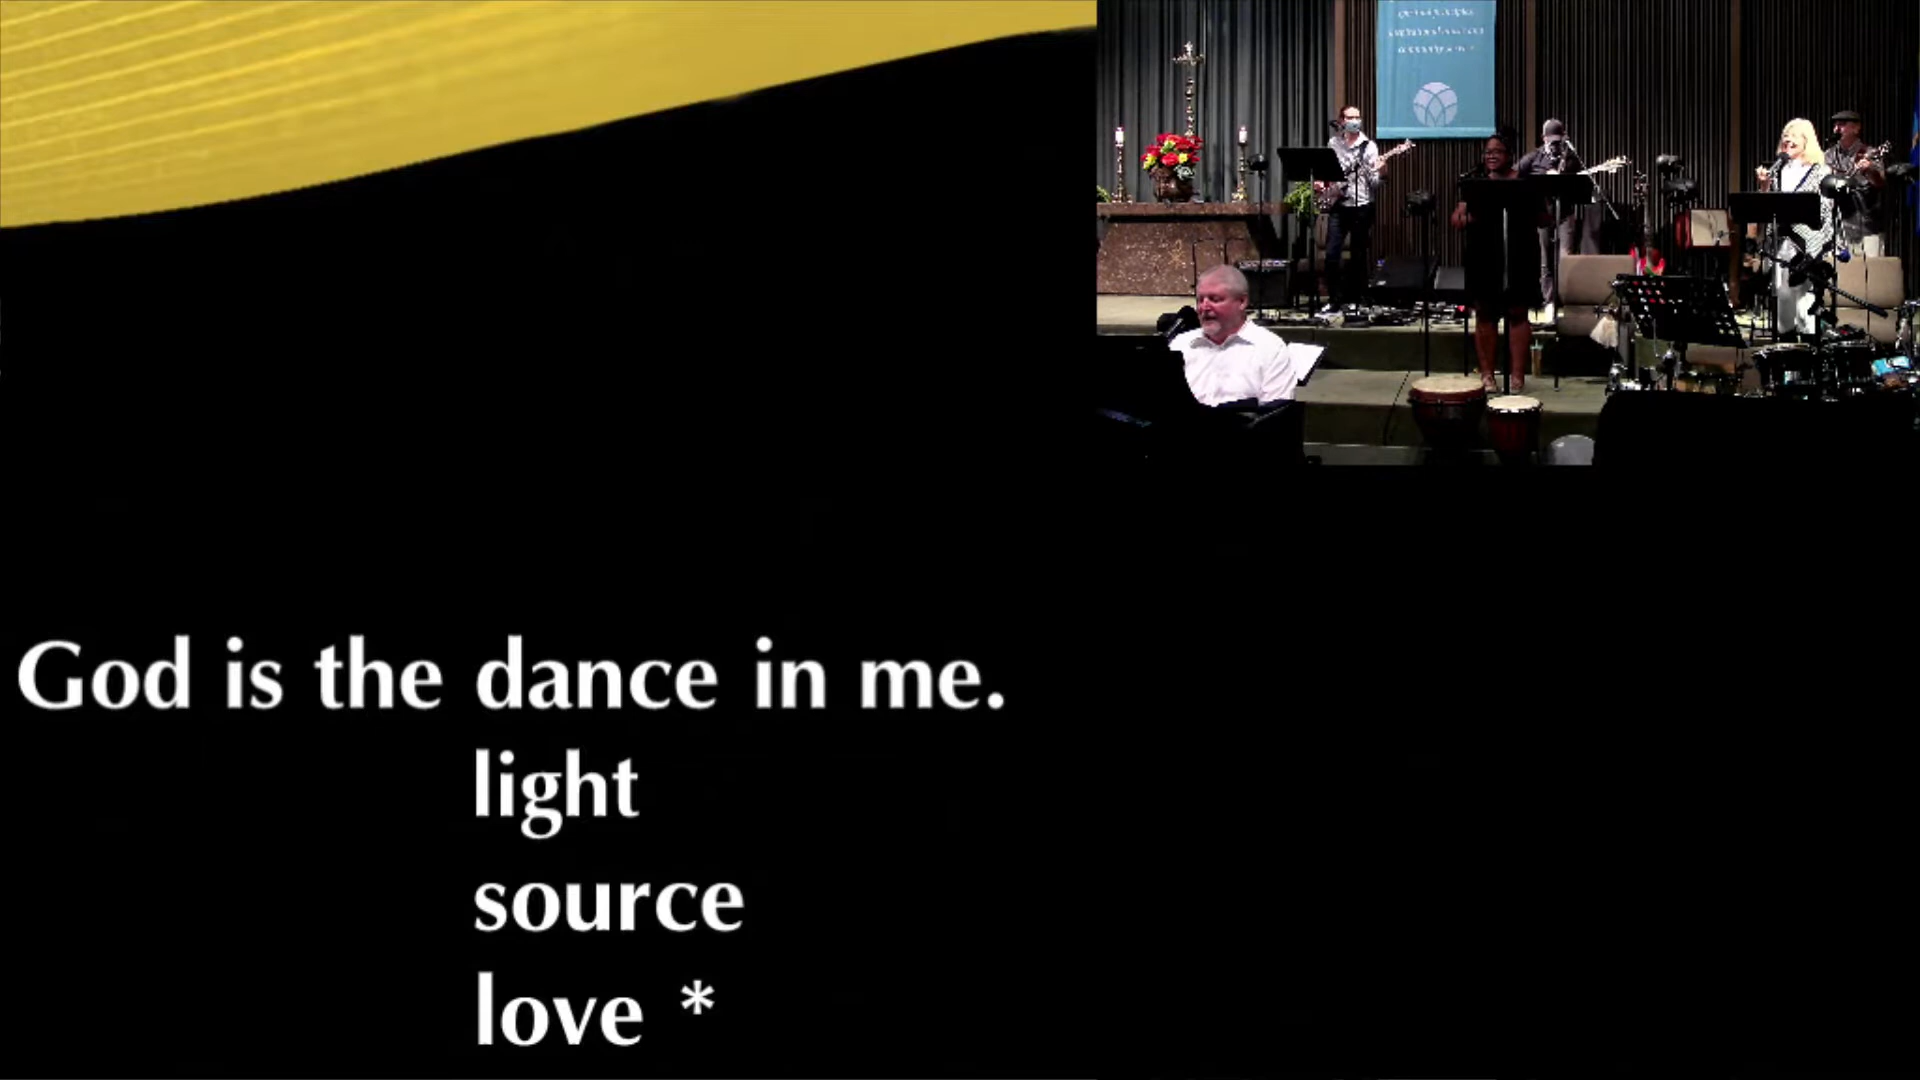 God is the dance in me.
light
source
love *